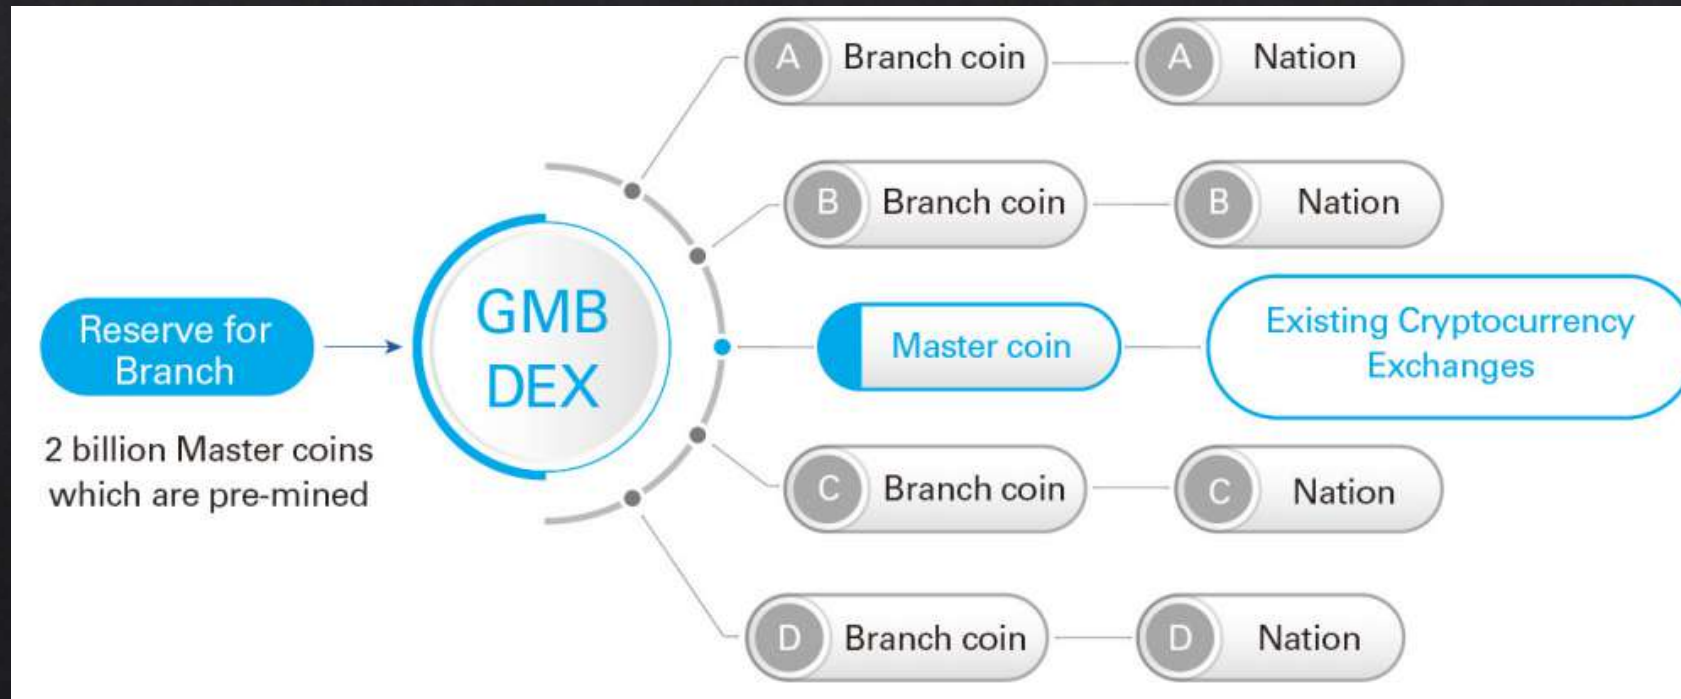 Reserve for
Branch
2 billion Master coins
which are pre-mined
GMB
DEX
A Branch coin
A Nation
B Branch coin
B Nation
Master coin
Existing Cryptocurrency
Exchanges
C Branch coin
C Nation
D Branch coin
D Nation